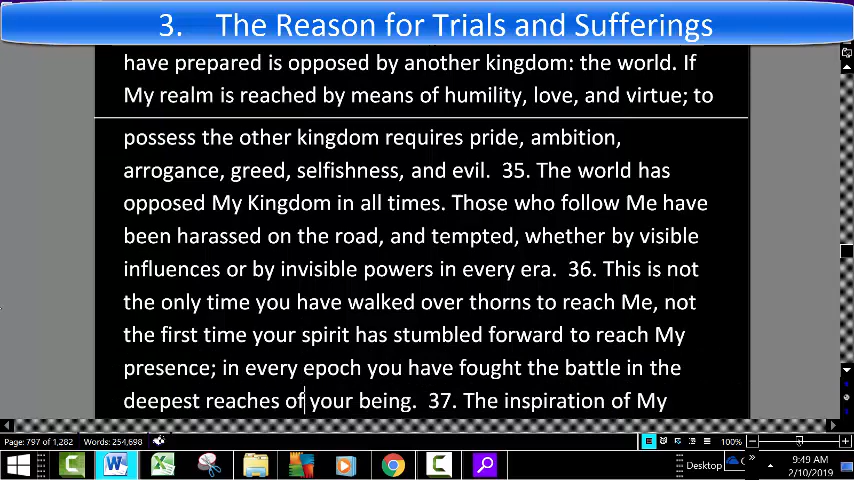 3. The Reason for Trials and Sufferings
have prepared is opposed by another kingdom: the world. If
My realm is reached by means of humility, love, and virtue; to
possess the other kingdom requires pride, ambition,
arrogance, greed, selfishness, and evil. 35. The world has
opposed My Kingdom in all times. Those who follow Me have
been harassed on the road, and tempted, whether by visible
influences or by invisible powers in every era. 36. This is not
the only time you have walked over thorns to reach Me, not
the first time your spirit has stumbled forward to reach My
presence; in every epoch you have fought the battle in the
deepest reaches of your being. 37. The inspiration of My
Page: 797 of 1,282 Words: 254,698 100%
Desktop » 9:49 AM
2/10/2019